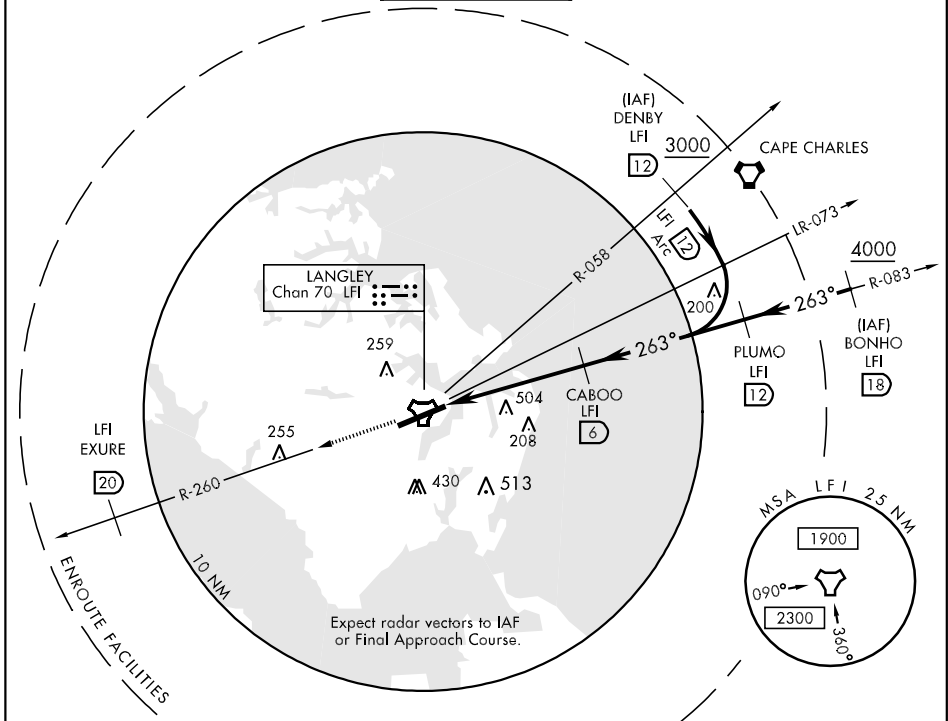 (IAF)
DENBY
LFI
12
3000
CAPE CHARLES
LFI
12
Arc
R-058
LR-073
4000
R-083
LANGLEY
Chan 70 LFI
200
263°
263°
(IAF)
BONHO
LFI
18
PLUMO
LFI
12
259
CABOO
LFI
6
504
208
LFI
EXURE
20
255
R-260
430
513
MSA LFI 25 NM
1900
090°
2300
360°
10 NM
ENROUTE FACILITIES
Expect radar vectors to IAF
or Final Approach Course.